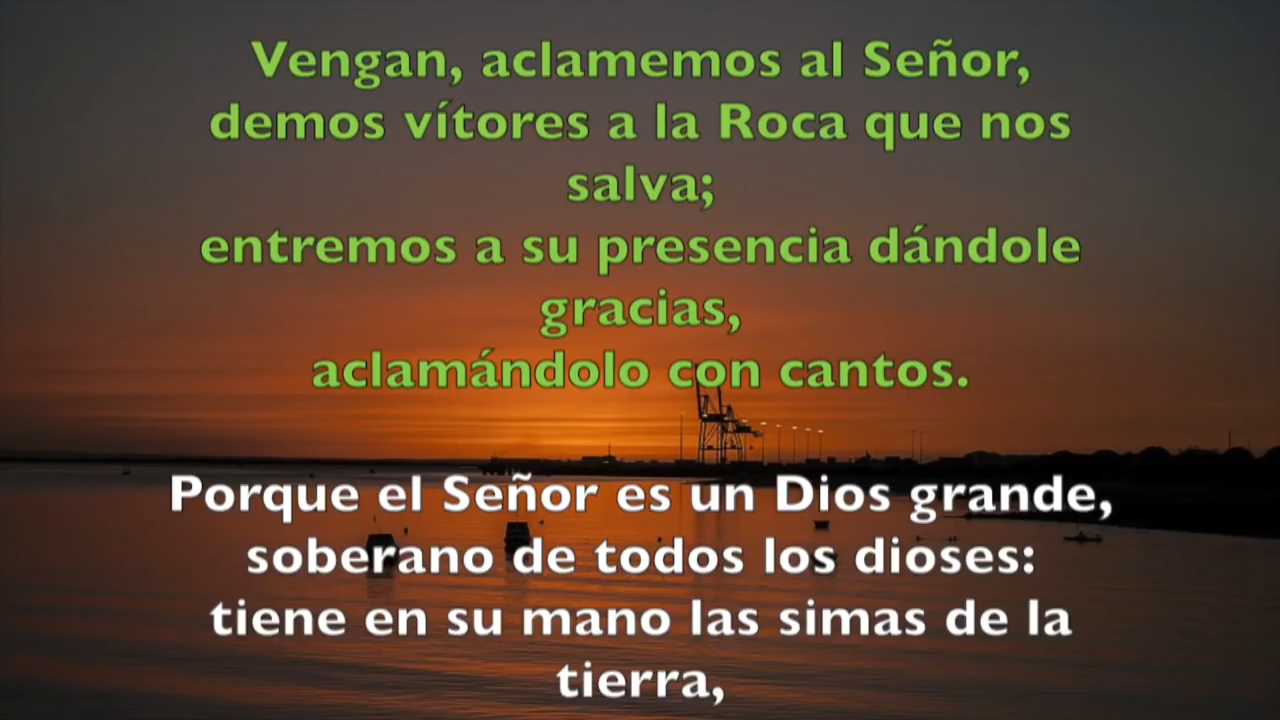 Vengan, aclamemos al Señor,
demos vítores a la Roca que nos
salva;
entremos a su presencia dándole
gracias,
aclamándolo con cantos.
Porque el Señor es un Dios grande,
soberano de todos los dioses:
tiene en su mano las simas de la
tierra,